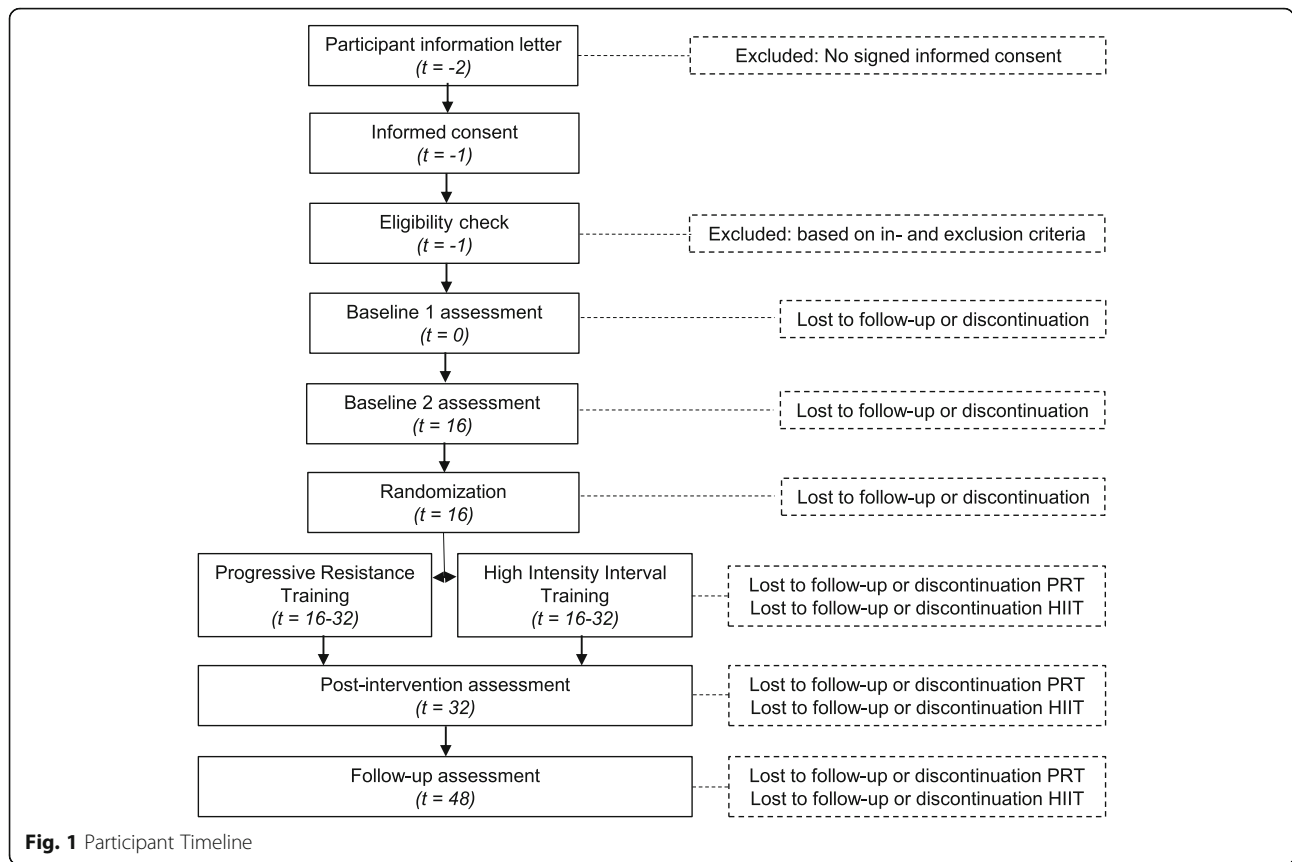 Participant information letter
(t = -2)
Excluded: No signed informed consent
Informed consent
(t = -1)
Eligibility check
(t = -1)
Excluded: based on in- and exclusion criteria
Baseline 1 assessment
(t = 0)
Lost to follow-up or discontinuation
Baseline 2 assessment
(t = 16)
Lost to follow-up or discontinuation
Randomization
(t = 16)
Lost to follow-up or discontinuation
Progressive Resistance
Training
(t = 16-32)
High Intensity Interval
Training
(t = 16-32)
Lost to follow-up or discontinuation PRT
Lost to follow-up or discontinuation HIIT
Post-intervention assessment
(t = 32)
Lost to follow-up or discontinuation PRT
Lost to follow-up or discontinuation HIIT
Follow-up assessment
(t = 48)
Lost to follow-up or discontinuation PRT
Lost to follow-up or discontinuation HIIT
Fig. 1 Participant Timeline